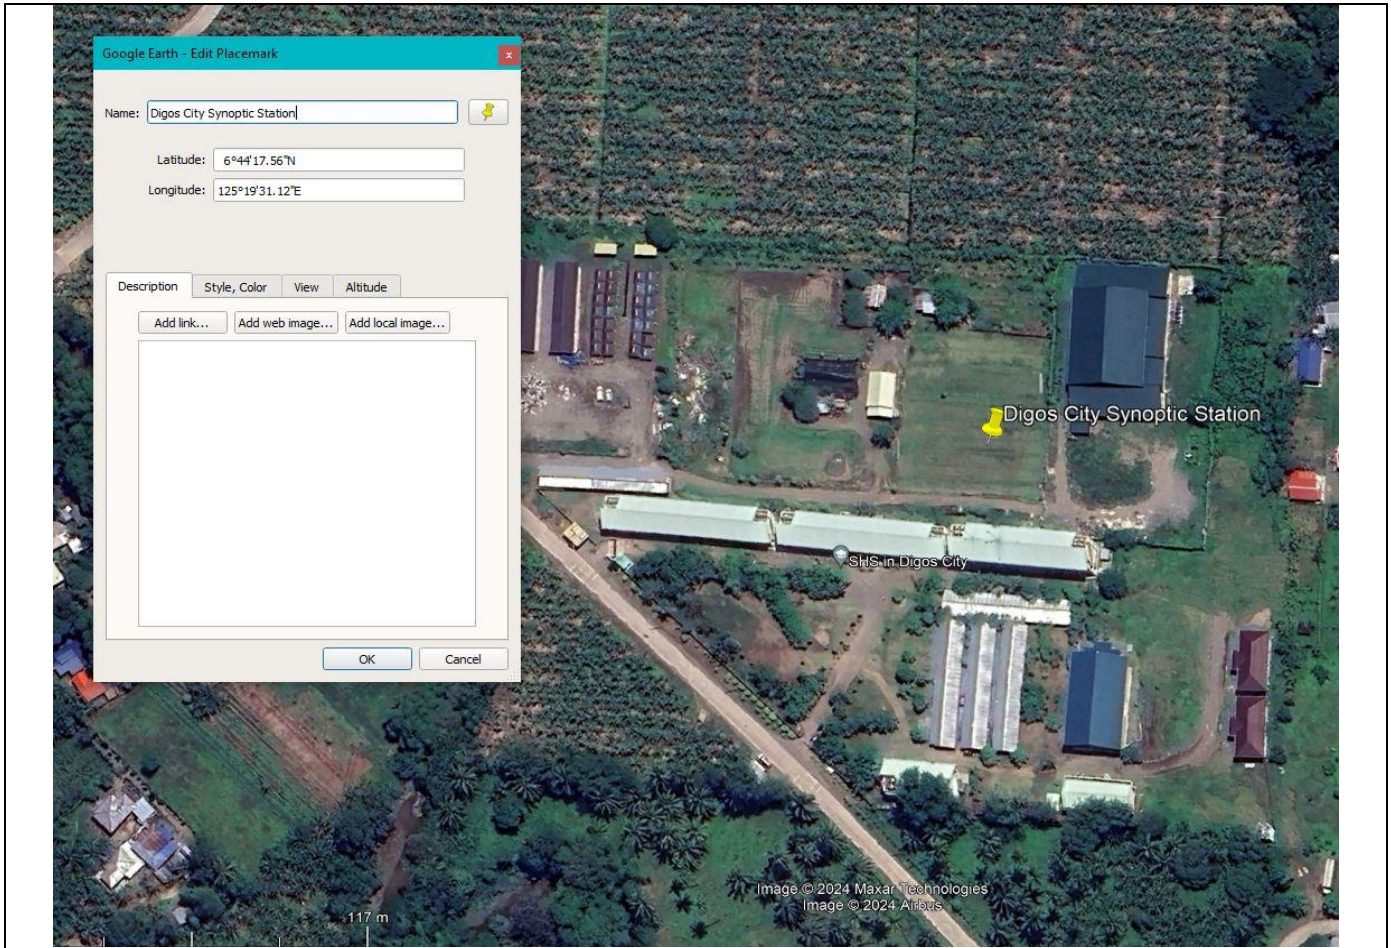 Google Earth - Edit Placemark
x
Name: Digos City Synoptic Station
Latitude: 6°44'17.56"N
Longitude: 125°19'31.12"E
Description Style, Color View Altitude
Add link... Add web image... Add local image...
OK Cancel
Digos City Synoptic Station
SHS in Digos City
Image © 2024 Maxar Technologies
Image © 2024 Airbus
117 m